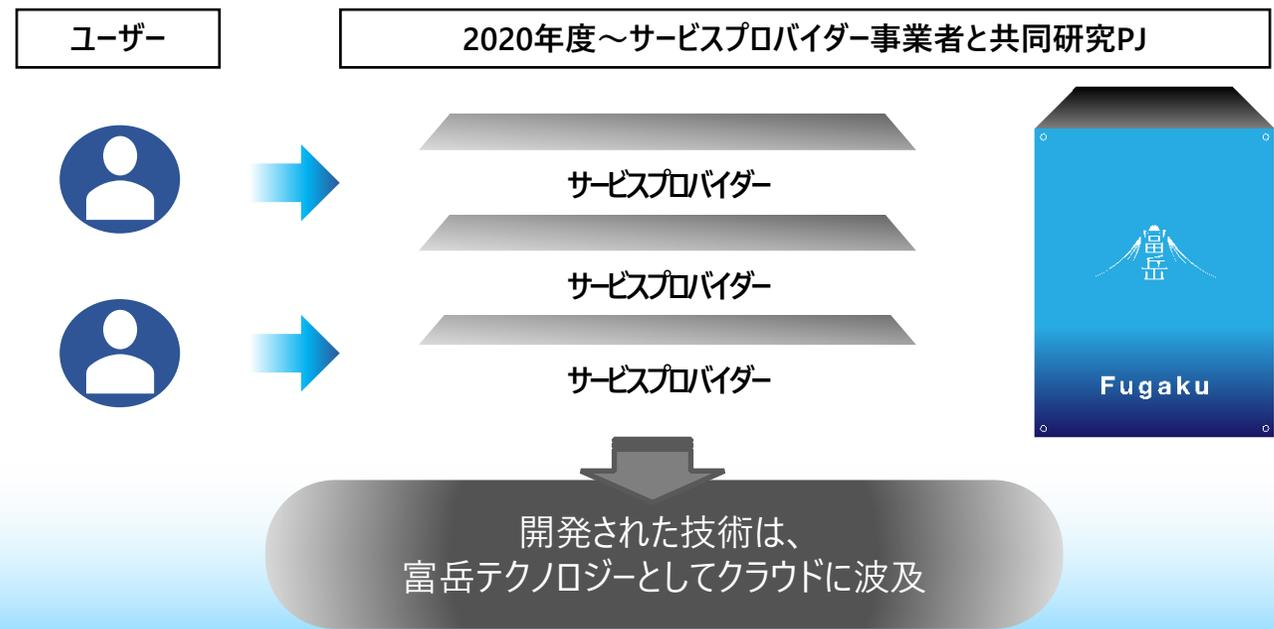 ユーザー
2020年度～サービスプロバイダー事業者と共同研究PJ
サービスプロバイダー
サービスプロバイダー
サービスプロバイダー
富岳
Fugaku
開発された技術は、
富岳テクノロジーとしてクラウドに波及